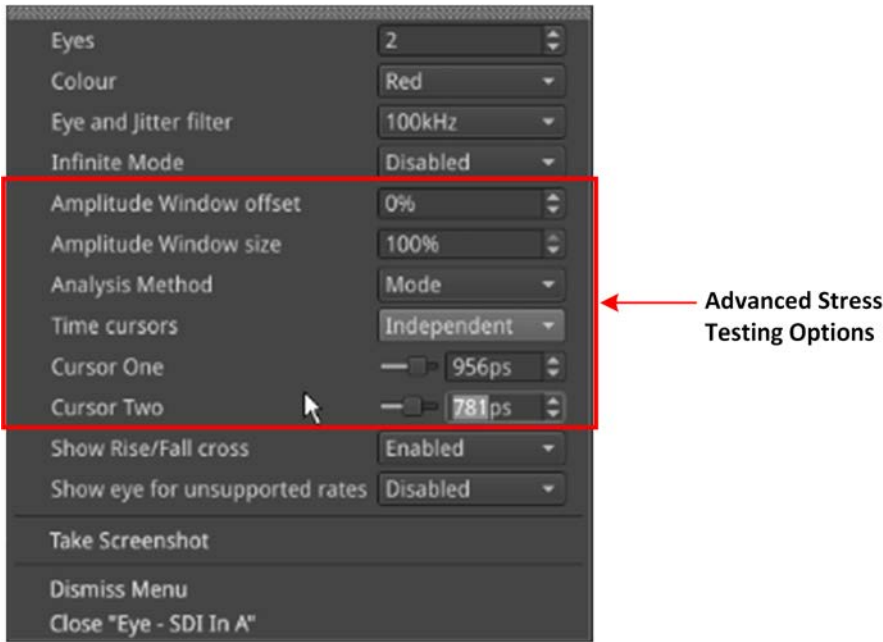 Eyes 2
Colour Red
Eye and Jitter filter 100kHz
Infinite Mode Disabled
Amplitude Window offset 0%
Amplitude Window size 100%
Analysis Method Mode
Time cursors Independent
Cursor One 956ps
Cursor Two 781ps
Show Rise/Fall cross Enabled
Show eye for unsupported rates Disabled
Take Screenshot
Dismiss Menu
Close "Eye - SDI In A"
Advanced Stress
Testing Options